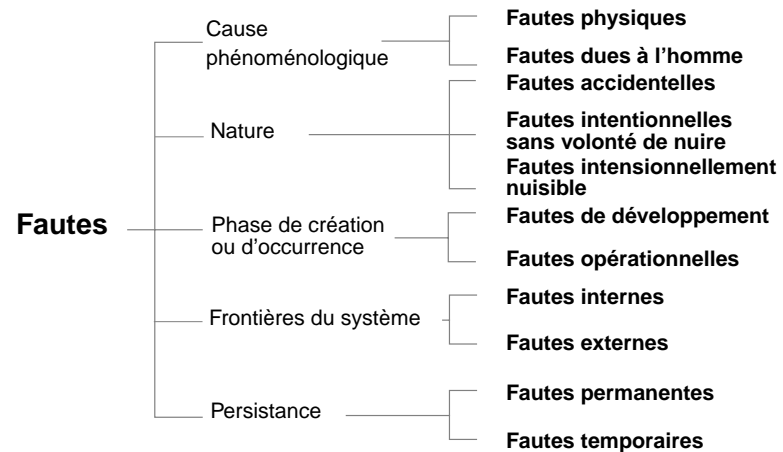 Cause
phénoménologique
Fautes physiques
Fautes dues à l’homme
Nature
Fautes accidentelles
Fautes intentionnelles
sans volonté de nuire
Fautes intensionnellement
nuisible
Fautes
Phase de création
ou d’occurrence
Fautes de développement
Fautes opérationnelles
Frontières du système
Fautes internes
Fautes externes
Persistance
Fautes permanentes
Fautes temporaires